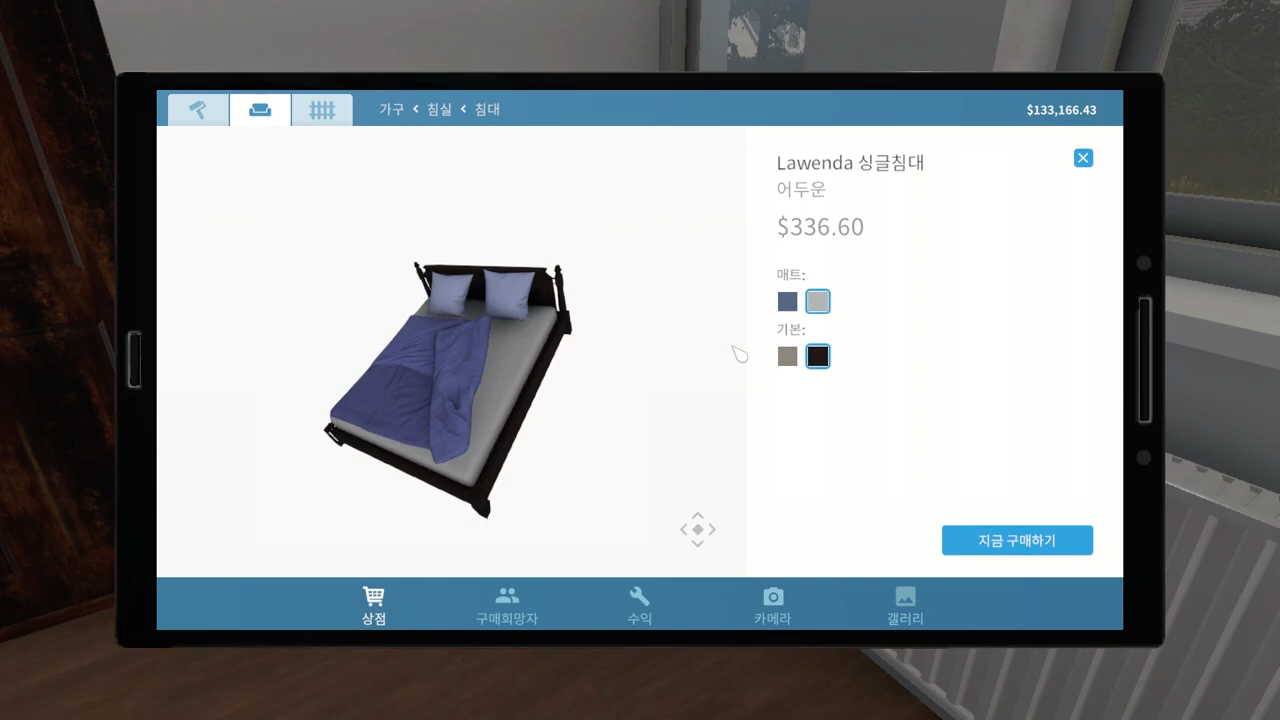 가구 < 침실 < 침대
$133,166.43
Lawenda 싱글침대
어두운
$336.60
매트:
기본:
지금 구매하기
상점
구매희망자
수익
카메라
갤러리